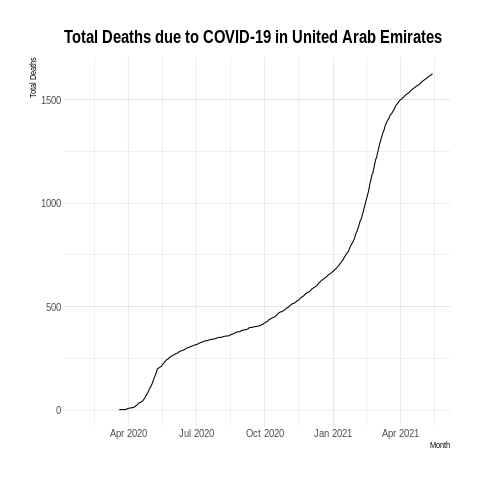 Total Deaths due to COVID-19 in United Arab Emirates
Total Deaths
1500
1000
500
0
Apr 2020 Jul 2020 Oct 2020 Jan 2021 Apr 2021
Month